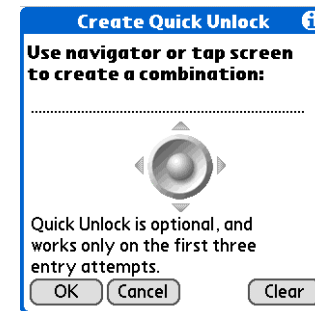 Create Quick Unlock
Use navigator or tap screen
to create a combination:
Quick Unlock is optional, and
works only on the first three
entry attempts.
OK Cancel Clear